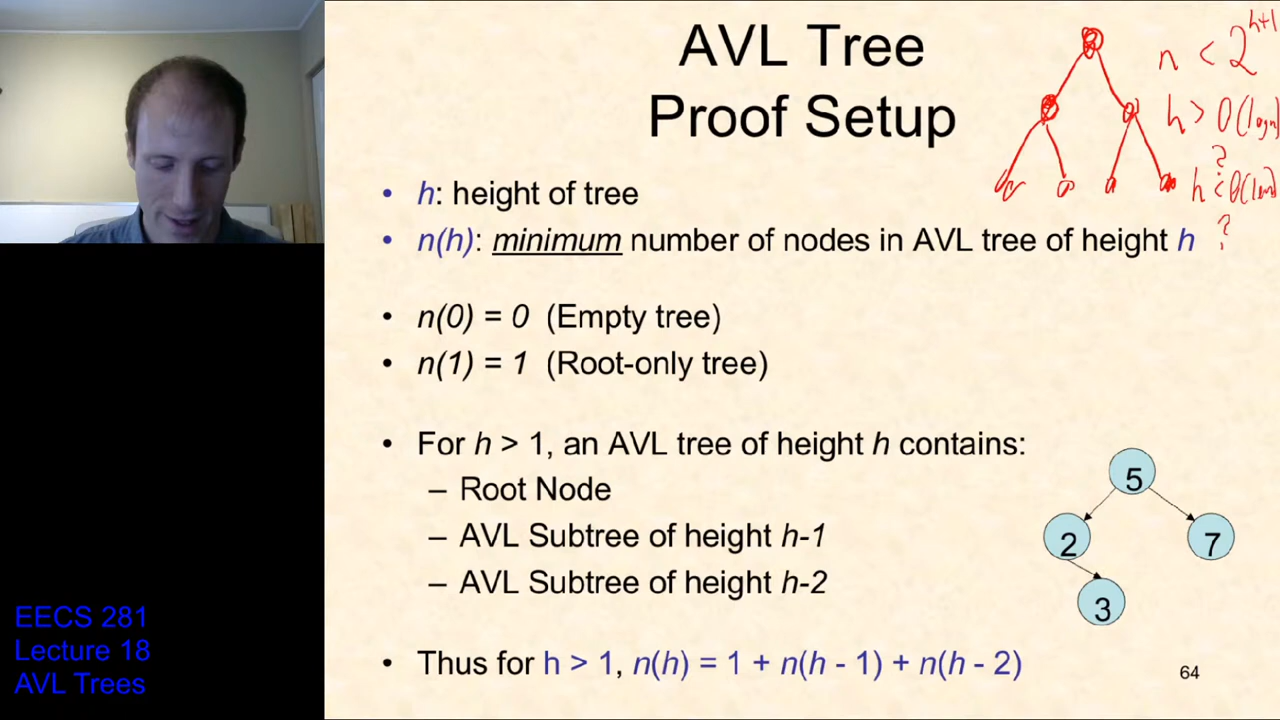 AVL Tree
Proof Setup
n < 2^{h+1}
h > O(log n)
?
h < θ(log n)
?
• h: height of tree
• n(h): minimum number of nodes in AVL tree of height h
• n(0) = 0 (Empty tree)
• n(1) = 1 (Root-only tree)
• For h > 1, an AVL tree of height h contains:
– Root Node
– AVL Subtree of height h-1
– AVL Subtree of height h-2
5
2
7
3
• Thus for h > 1, n(h) = 1 + n(h - 1) + n(h - 2)
64
EECS 281
Lecture 18
AVL Trees